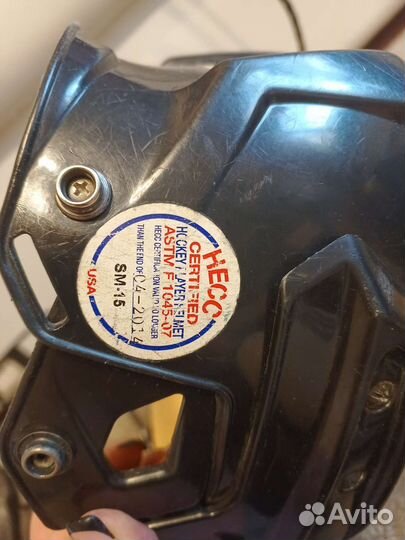 HECC
CERTIFIED
HOCKEY PLAYER HELMET
ASTM F1045-07
HECC CERTIFICATION VALID NO LONGER
THAN THE END OF 04-2014
SM-15
USA
Avito